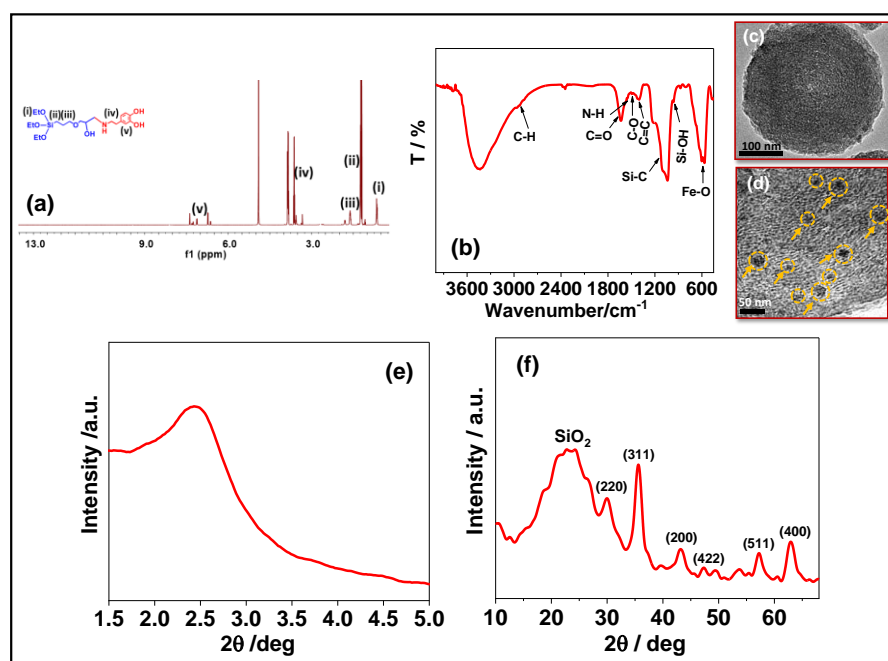 (a)
(i)
EtO
(ii)(iii)
EtO
Si
EtO
O
OH
N
H
(iv)
OH
OH
(v)
(v)
(iv)
(iii)
(ii)
(i)
13.0 9.0 6.0 3.0
f1 (ppm)
(b)
T / %
C-H
C=O
N-H
C-O
C=C
Si-OH
Si-C
Fe-O
3600 2800 2000 1200 600
Wavenumber/cm-1
(c)
100 nm
(d)
50 nm
(e)
Intensity /a.u.
1.5 2.0 2.5 3.0 3.5 4.0 4.5 5.0
2θ /deg
(f)
Intensity /a.u.
SiO2
(220)
(311)
(200)
(422)
(511)
(400)
10 20 30 40 50 60
2θ / deg